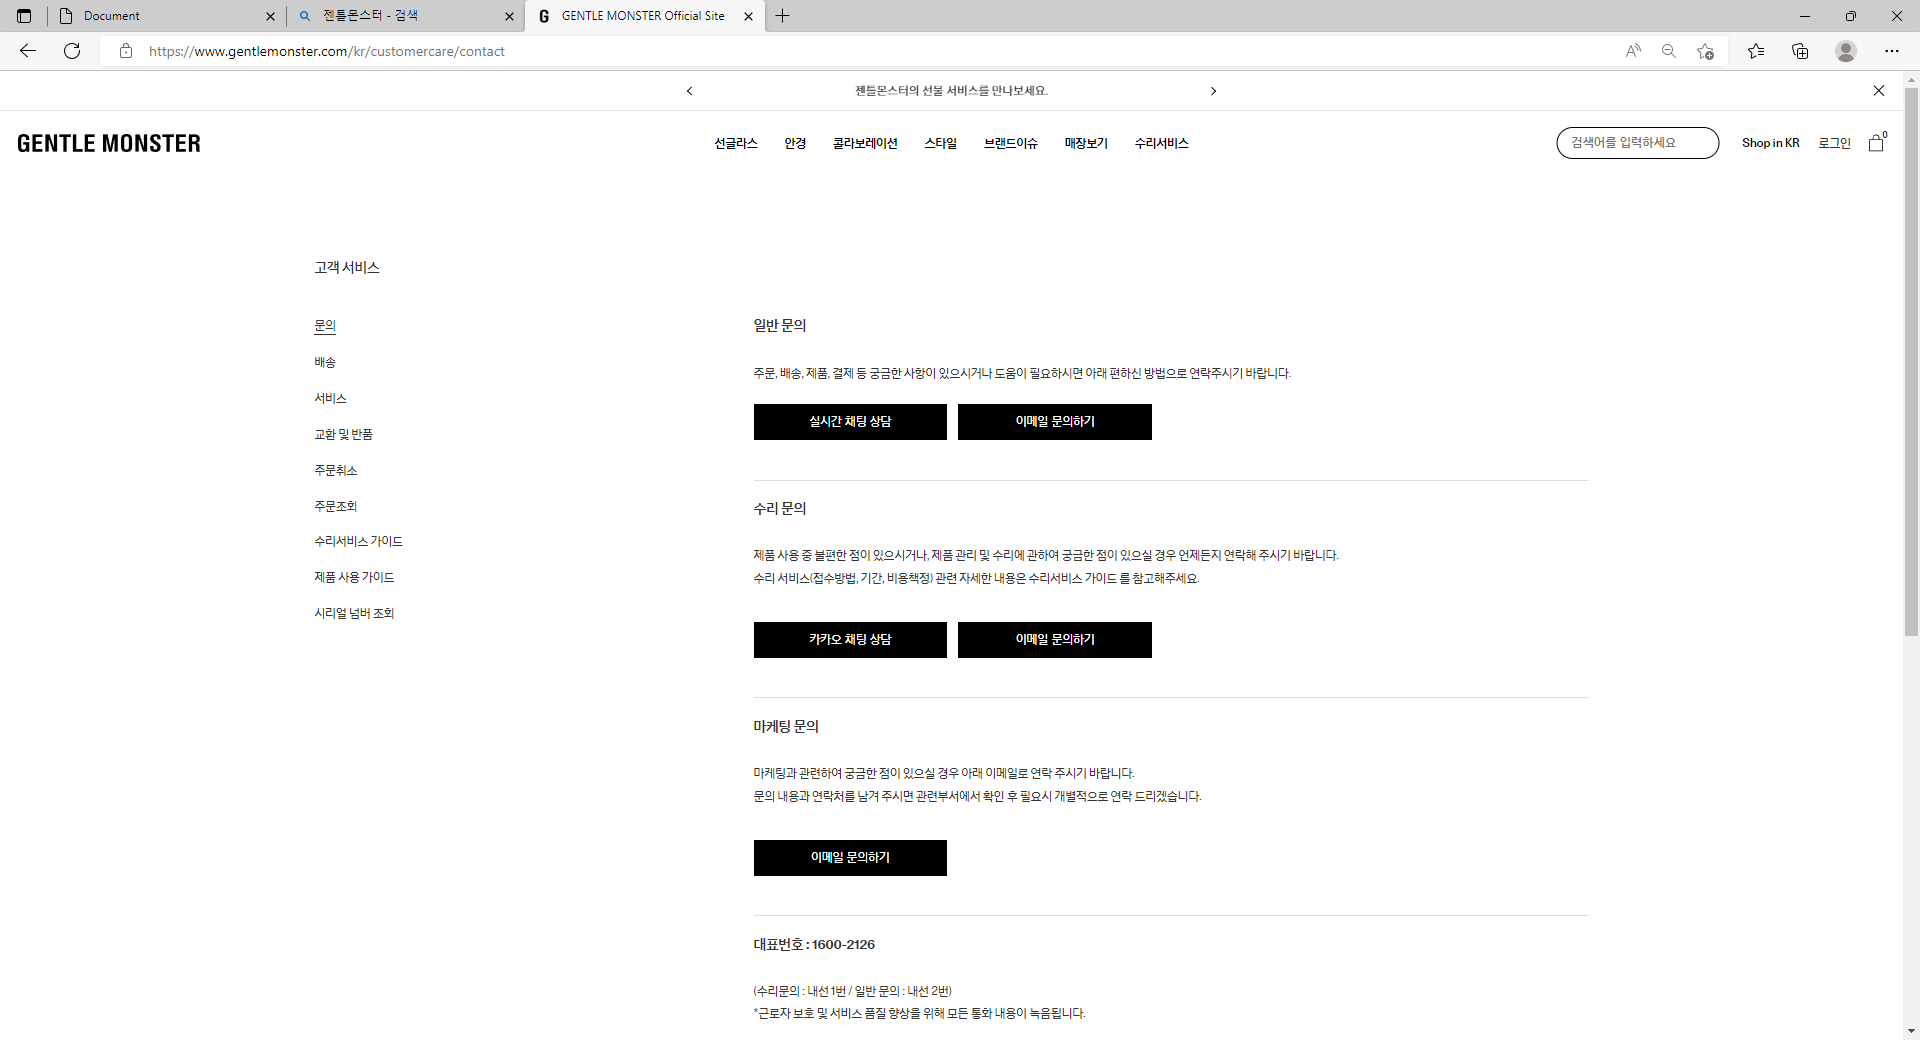 Document
젠틀몬스터 - 검색
G GENTLE MONSTER Official Site
https://www.gentlemonster.com/kr/customercare/contact
젠틀몬스터의 선물 서비스를 만나보세요.
GENTLE MONSTER
선글라스 안경 콜라보레이션 스타일 브랜드이슈 매장보기 수리서비스
검색어를 입력하세요
Shop in KR
로그인
0
고객 서비스
문의
배송
서비스
교환 및 반품
주문취소
주문조회
수리서비스 가이드
제품 사용 가이드
시리얼 넘버 조회
일반 문의
주문, 배송, 제품, 결제 등 궁금한 사항이 있으시거나 도움이 필요하시면 아래 편하신 방법으로 연락주시기 바랍니다.
실시간 채팅 상담 이메일 문의하기
수리 문의
제품 사용 중 불편한 점이 있으시거나, 제품 관리 및 수리에 관하여 궁금한 점이 있으실 경우 언제든지 연락해 주시기 바랍니다.
수리 서비스(접수방법, 기간, 비용책정) 관련 자세한 내용은 수리서비스 가이드 를 참고해주세요.
카카오 채팅 상담 이메일 문의하기
마케팅 문의
마케팅과 관련하여 궁금한 점이 있으실 경우 아래 이메일로 연락 주시기 바랍니다.
문의 내용과 연락처를 남겨 주시면 관련부서에서 확인 후 필요시 개별적으로 연락 드리겠습니다.
이메일 문의하기
대표번호 : 1600-2126
(수리문의 : 내선 1번 / 일반 문의 : 내선 2번)
*근로자 보호 및 서비스 품질 향상을 위해 모든 통화 내용이 녹음됩니다.